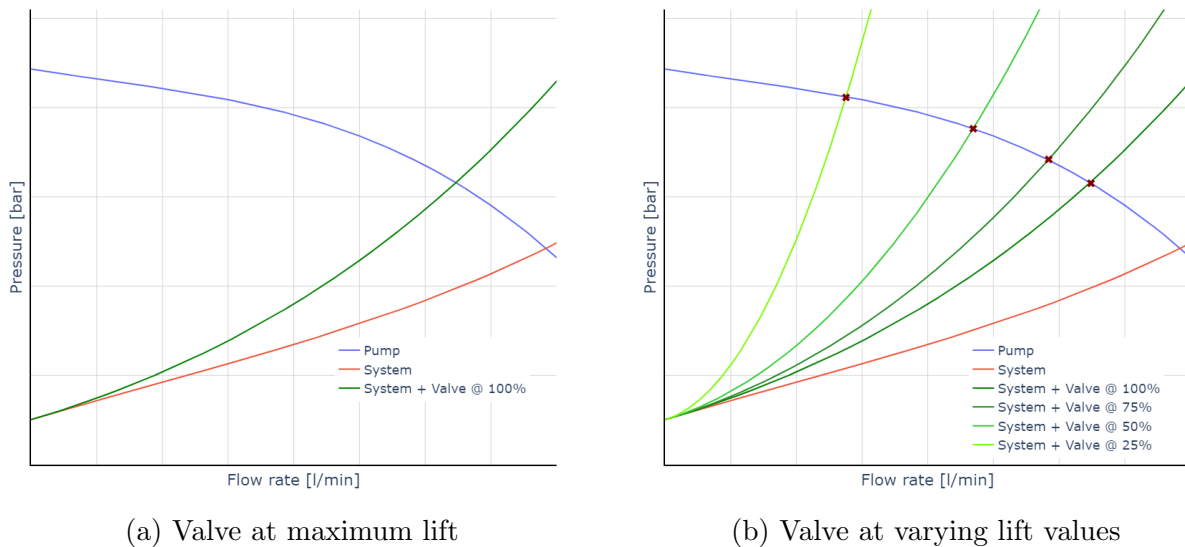 Pressure [bar]
Pump
System
System + Valve @ 100%
Flow rate [l/min]
(a) Valve at maximum lift
Pressure [bar]
Pump
System
System + Valve @ 100%
System + Valve @ 75%
System + Valve @ 50%
System + Valve @ 25%
Flow rate [l/min]
(b) Valve at varying lift values